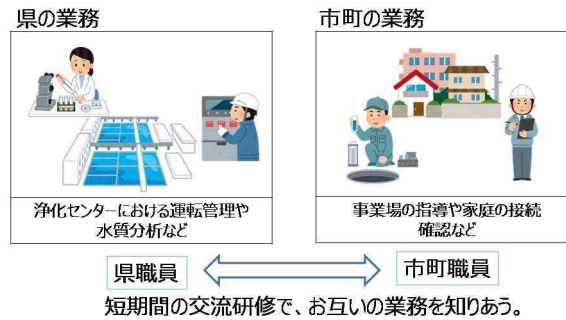 県の業務
市町の業務
浄化センターにおける運転管理や
水質分析など
事業場の指導や家庭の接続
確認など
県職員
市町職員
短期間の交流研修で、お互いの業務を知りあう。